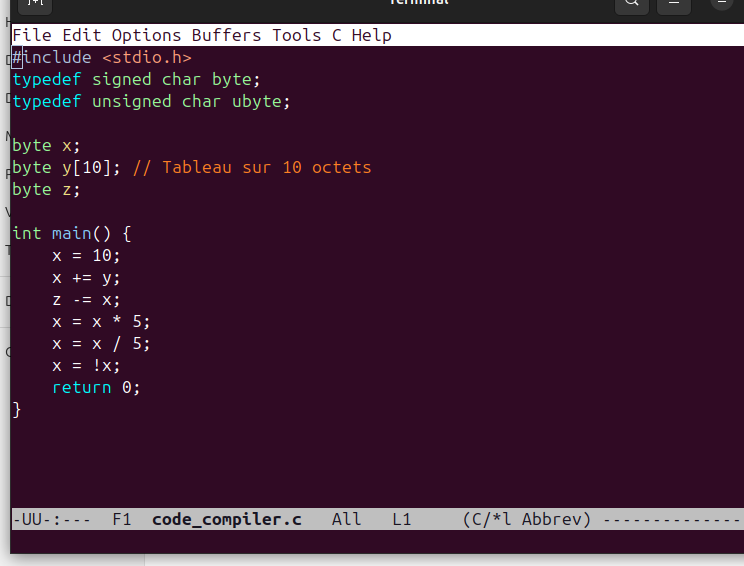 Terminal
File Edit Options Buffers Tools C Help
#include <stdio.h>
typedef signed char byte;
typedef unsigned char ubyte;
byte x;
byte y[10]; // Tableau sur 10 octets
byte z;
int main() {
    x = 10;
    x += y;
    z -= x;
    x = x * 5;
    x = x / 5;
    x = !x;
    return 0;
}
-UU-:---  F1  code_compiler.c   All   L1     (C/*l Abbrev) --------------